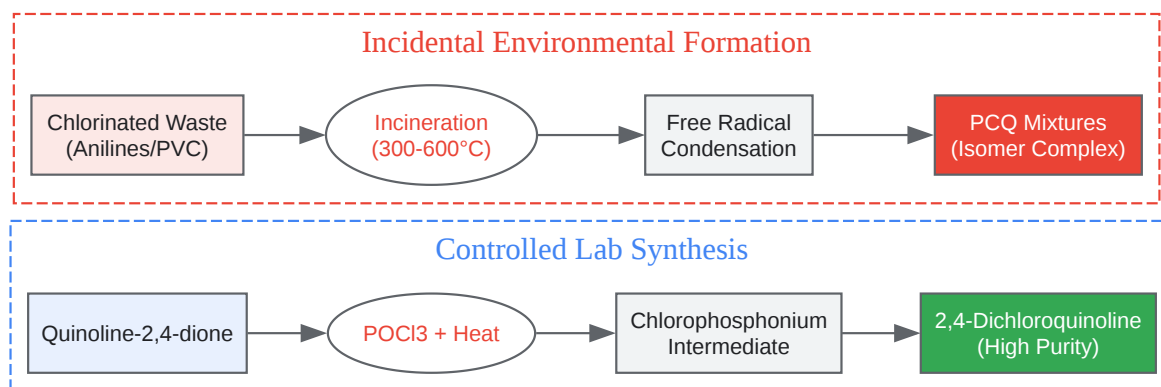 Incidental Environmental Formation
Chlorinated Waste
(Anilines/PVC)
Incineration
(300-600°C)
Free Radical
Condensation
PCQ Mixtures
(Isomer Complex)
Controlled Lab Synthesis
Quinoline-2,4-dione
POCl3 + Heat
Chlorophosphonium
Intermediate
2,4-Dichloroquinoline
(High Purity)